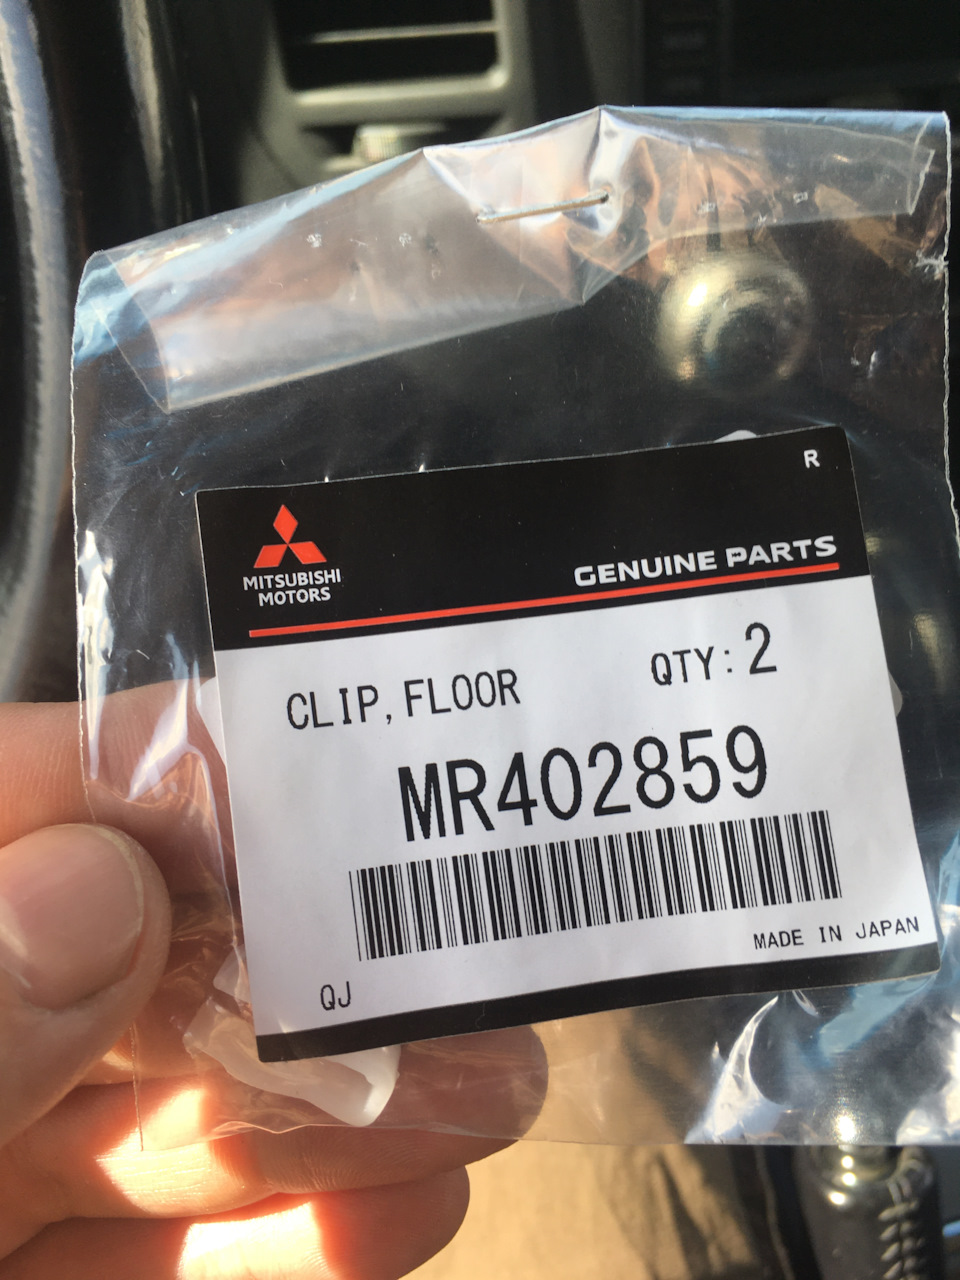 R
MITSUBISHI
MOTORS
GENUINE PARTS
CLIP, FLOOR
QTY: 2
MR402859
MADE IN JAPAN
QJ